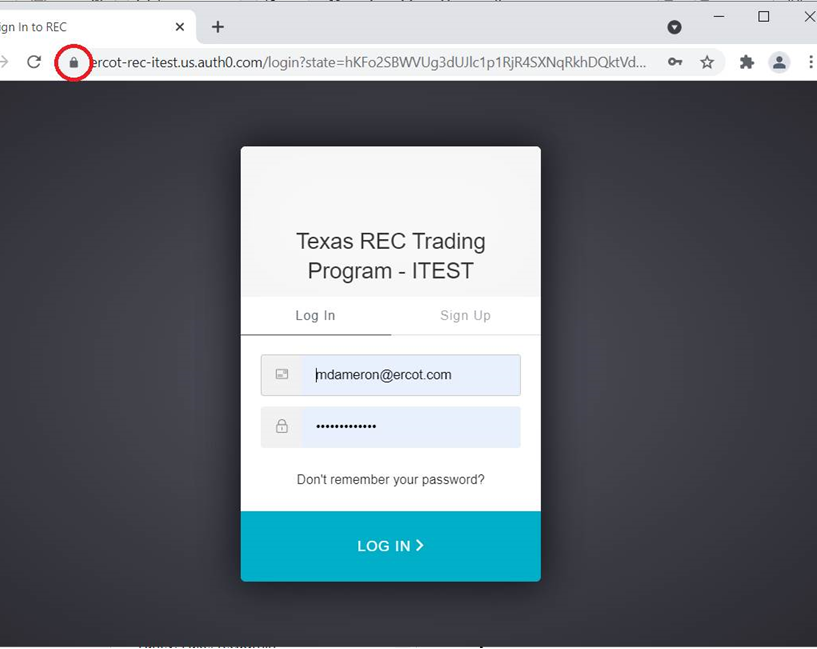 gn In to REC
ercot-rec-itest.us.auth0.com/login?state=hKFo2SBWVUg3dUJlc1p1RjR4SXNqRkhDQktVd...
Texas REC Trading
Program - ITEST
Log In
Sign Up
mdameron@ercot.com
•••••••••••••
Don't remember your password?
LOG IN >